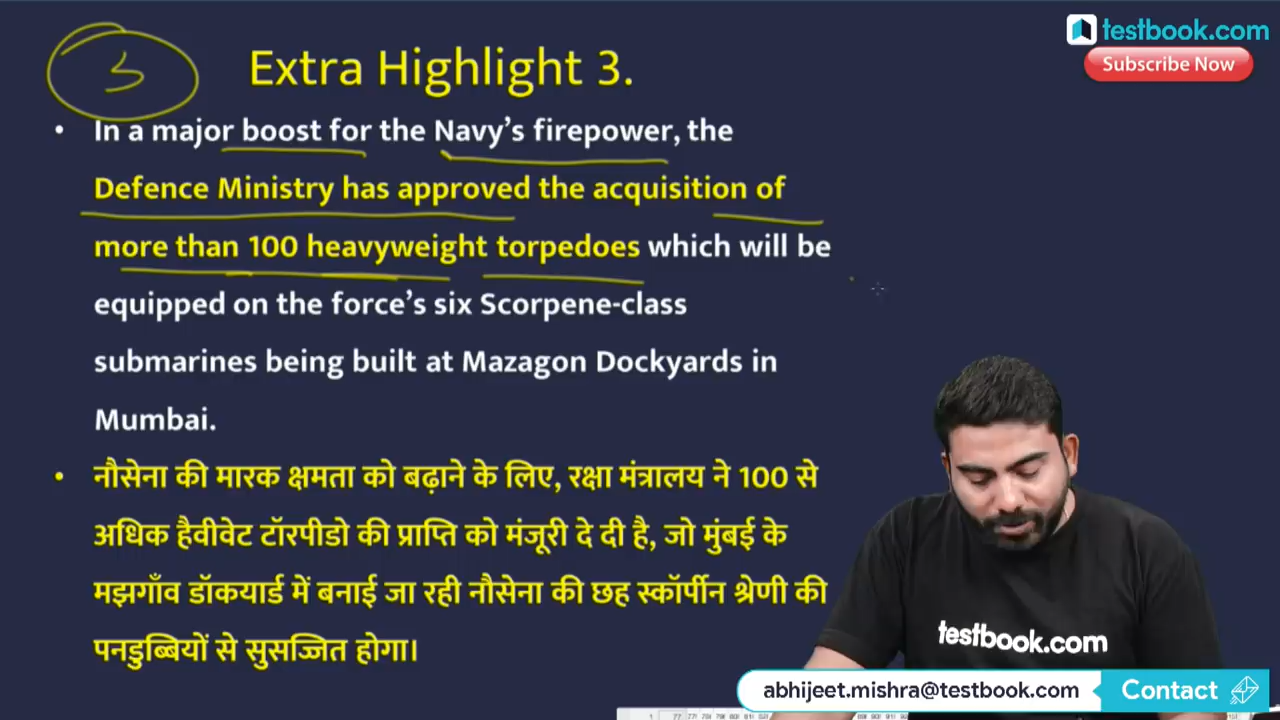 testbook.com
Subscribe Now
3
Extra Highlight 3.
• In a major boost for the Navy's firepower, the
Defence Ministry has approved the acquisition of
more than 100 heavyweight torpedoes which will be
equipped on the force's six Scorpene-class
submarines being built at Mazagon Dockyards in
Mumbai.
• नौसेना की मारक क्षमता को बढ़ाने के लिए, रक्षा मंत्रालय ने 100 से
अधिक हैवीवेट टॉरपीडो की प्राप्ति को मंजूरी दे दी है, जो मुंबई के
मझगाँव डॉकयार्ड में बनाई जा रही नौसेना की छह स्कॉर्पीन श्रेणी की
पनडुब्बियों से सुसज्जित होगा।
testbook.com
abhijeet.mishra@testbook.com
Contact